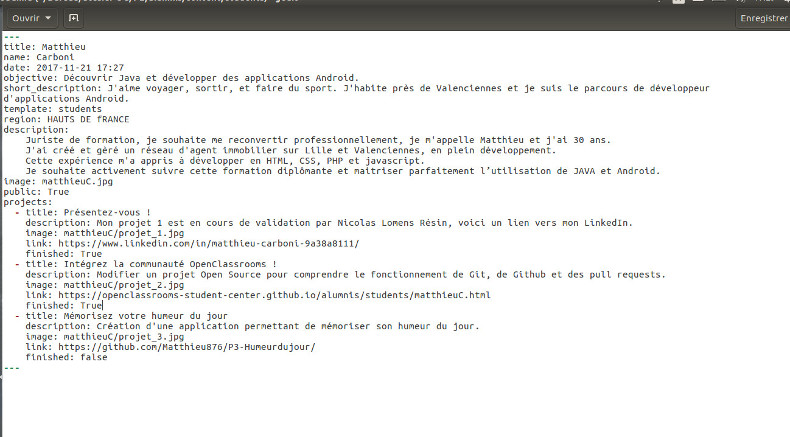 Ouvrir
Enregistrer
---
title: Matthieu
name: Carboni
date: 2017-11-21 17:27
objective: Découvrir Java et développer des applications Android.
short_description: J'aime voyager, sortir, et faire du sport. J'habite près de Valenciennes et je suis le parcours de développeur
d'applications Android.
template: students
region: HAUTS DE fRANCE
description:
    Juriste de formation, je souhaite me reconvertir professionnellement, je m'appelle Matthieu et j'ai 30 ans.
    J'ai créé et géré un réseau d'agent immobilier sur Lille et Valenciennes, en plein développement.
    Cette expérience m'a appris à développer en HTML, CSS, PHP et javascript.
    Je souhaite activement suivre cette formation diplômante et maitriser parfaitement l’utilisation de JAVA et Android.
image: matthieuC.jpg
public: True
projects:
  - title: Présentez-vous !
    description: Mon projet 1 est en cours de validation par Nicolas Lomens Résin, voici un lien vers mon LinkedIn.
    image: matthieuC/projet_1.jpg
    link: https://www.linkedin.com/in/matthieu-carboni-9a38a8111/
    finished: True
  - title: Intégrez la communauté OpenClassrooms !
    description: Modifier un projet Open Source pour comprendre le fonctionnement de Git, de Github et des pull requests.
    image: matthieuC/projet_2.jpg
    link: https://openclassrooms-student-center.github.io/alumnis/students/matthieuC.html
    finished: True
  - title: Mémorisez votre humeur du jour
    description: Création d'une application permettant de mémoriser son humeur du jour.
    image: matthieuC/projet_3.jpg
    link: https://github.com/Matthieu876/P3-Humeurdujour/
    finished: false
---